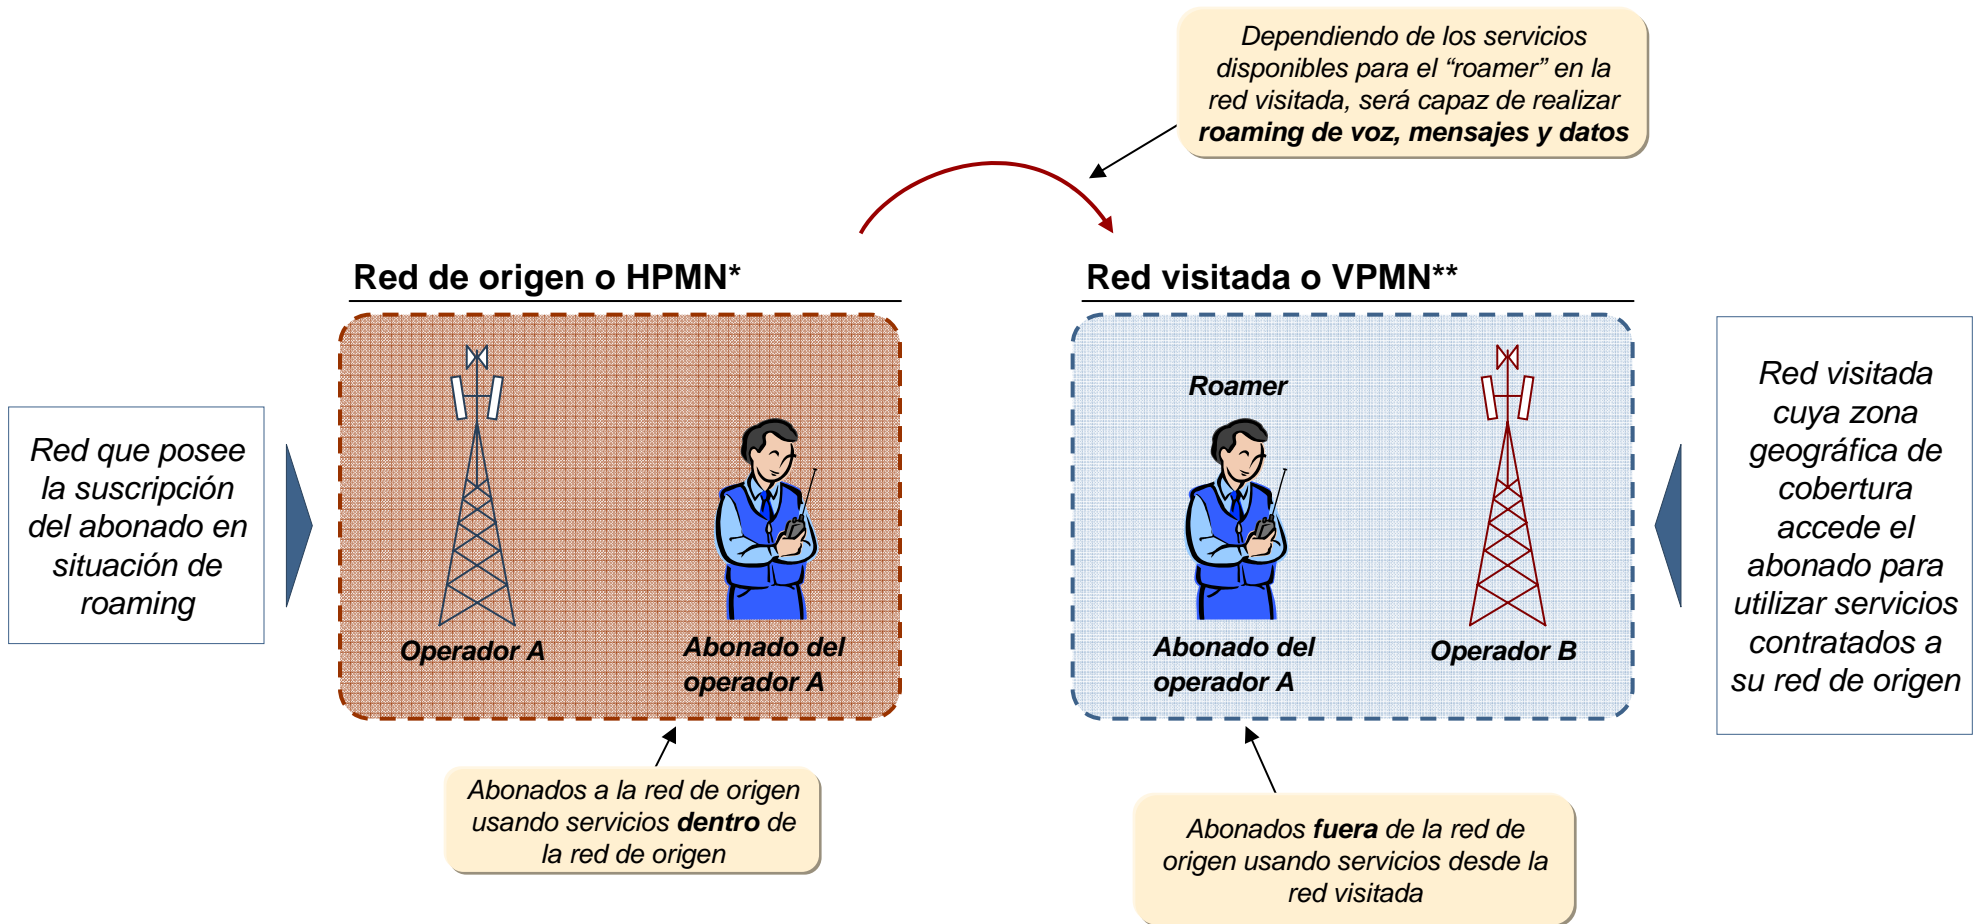 Dependiendo de los servicios
disponibles para el “roamer” en la
red visitada, será capaz de realizar
roaming de voz, mensajes y datos
Red de origen o HPMN*
Red visitada o VPMN**
Red que posee
la suscripción
del abonado en
situación de
roaming
Operador A
Abonado del
operador A
Roamer
Abonado del
operador A
Operador B
Red visitada
cuya zona
geográfica de
cobertura
accede el
abonado para
utilizar servicios
contratados a
su red de origen
Abonados a la red de origen
usando servicios dentro de
la red de origen
Abonados fuera de la red de
origen usando servicios desde la
red visitada